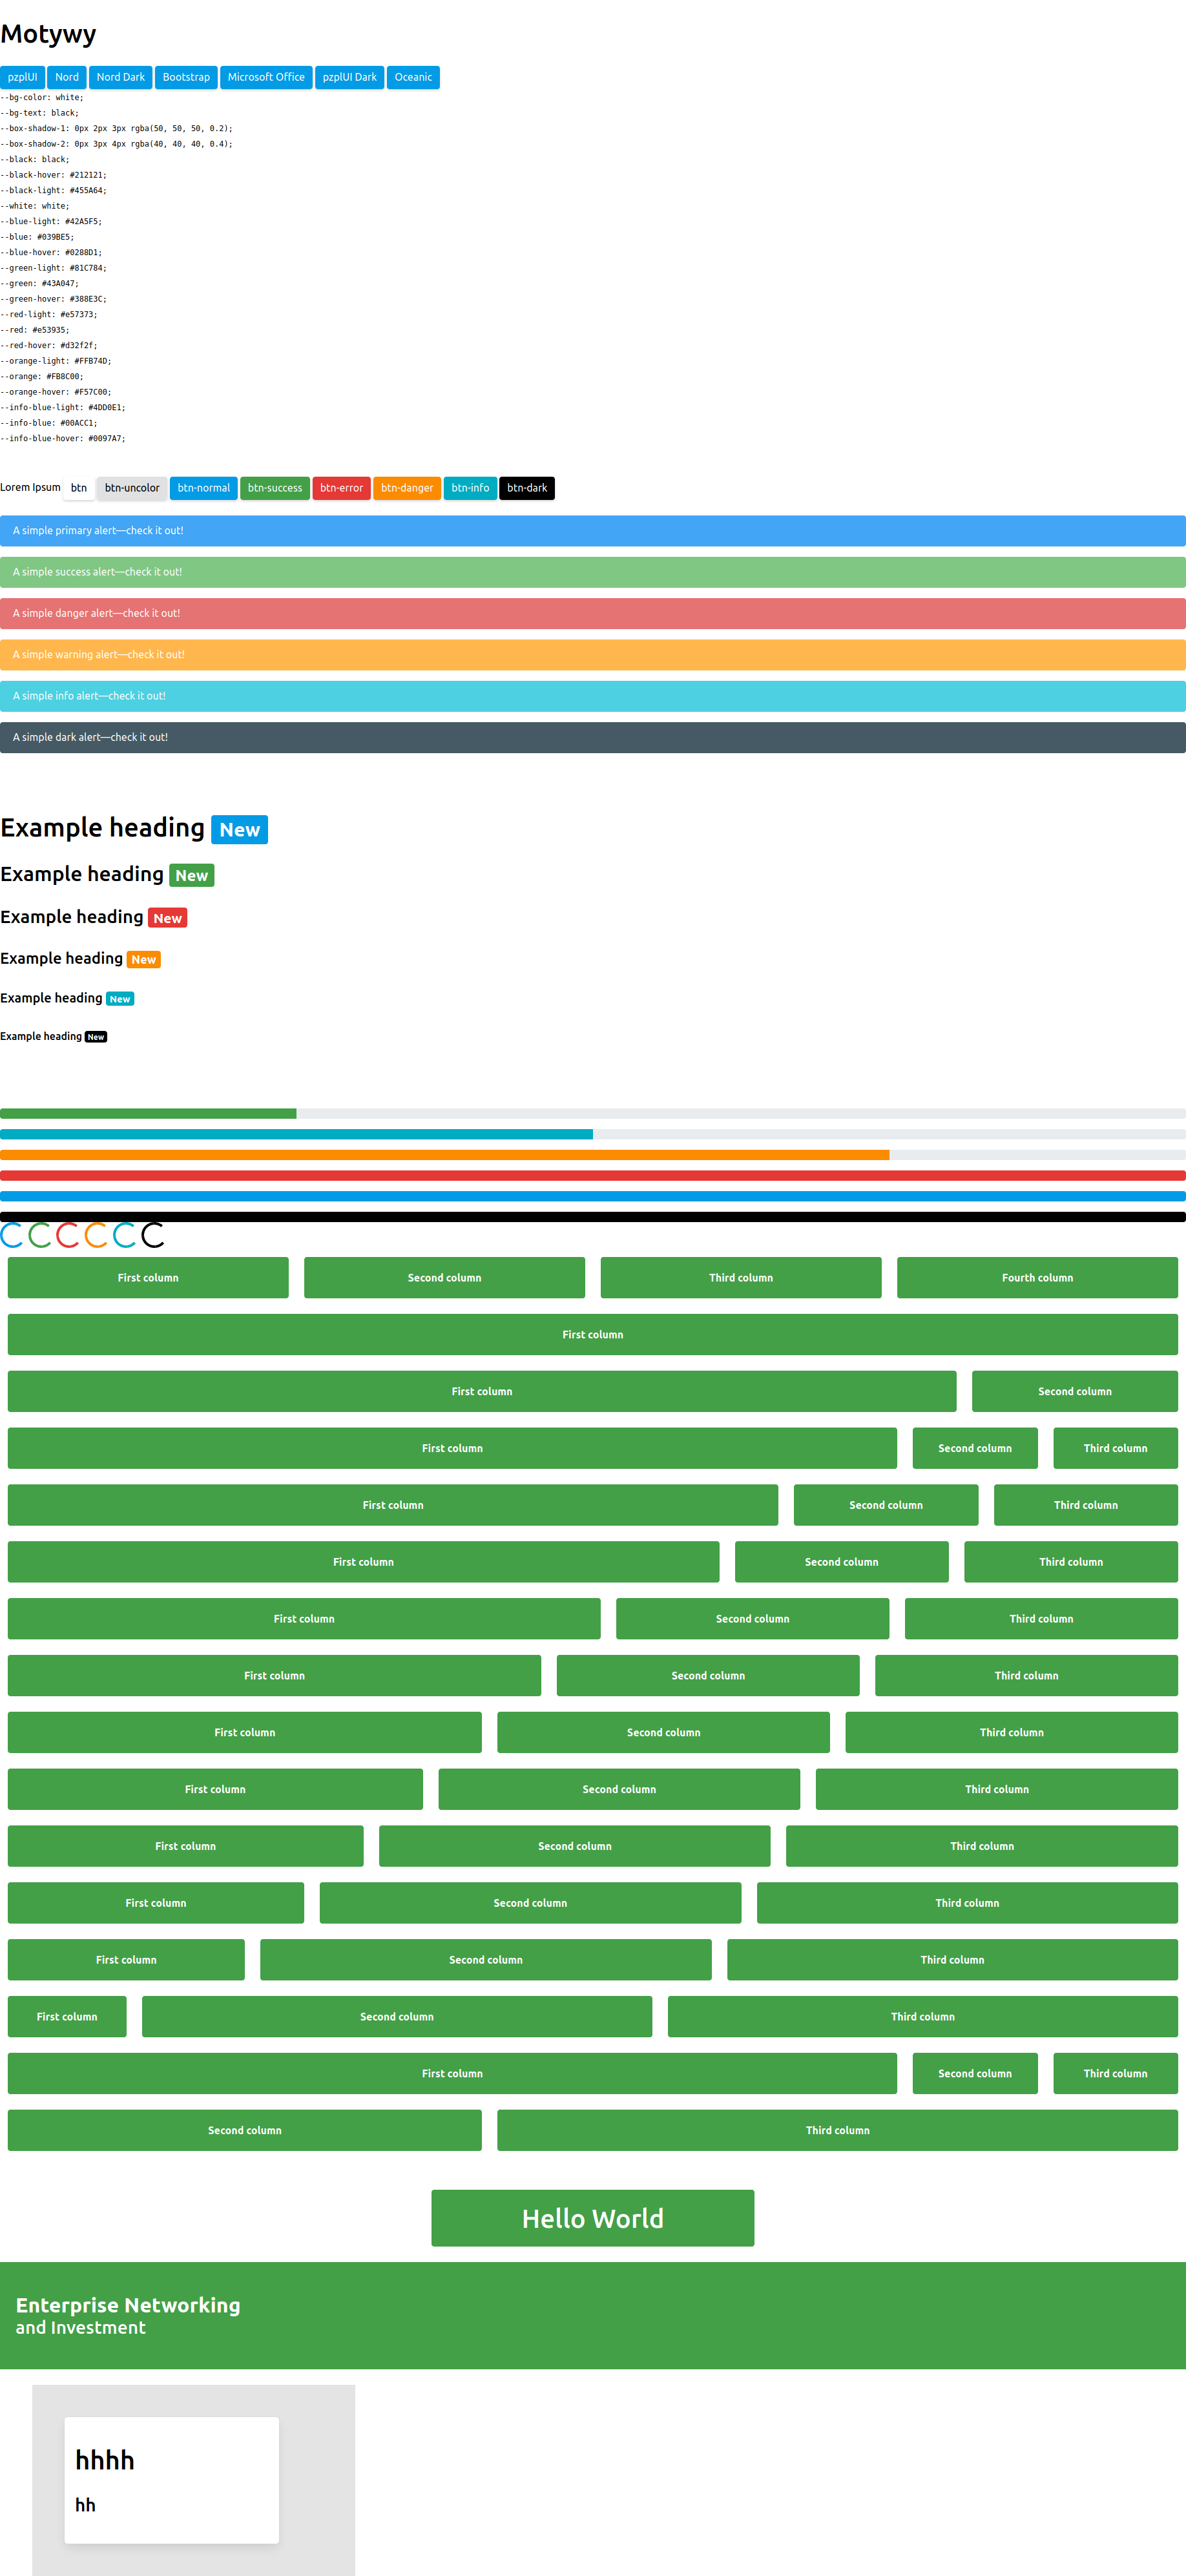 Motywy
pzplUI Nord Nord Dark Bootstrap Microsoft Office pzplUI Dark Oceanic
--bg-color: white;
--bg-text: black;
--box-shadow-1: 0px 2px 3px rgba(50, 50, 50, 0.2);
--box-shadow-2: 0px 3px 4px rgba(40, 40, 40, 0.4);
--black: black;
--black-hover: #212121;
--black-light: #455A64;
--white: white;
--blue-light: #42A5F5;
--blue: #039BE5;
--blue-hover: #0288D1;
--green-light: #81C784;
--green: #43A047;
--green-hover: #388E3C;
--red-light: #e57373;
--red: #e53935;
--red-hover: #d32f2f;
--orange-light: #FFB74D;
--orange: #FB8C00;
--orange-hover: #F57C00;
--info-blue-light: #4DD0E1;
--info-blue: #00ACC1;
--info-blue-hover: #0097A7;
Lorem Ipsum btn btn-uncolor btn-normal btn-success btn-error btn-danger btn-info btn-dark
A simple primary alert—check it out!
A simple success alert—check it out!
A simple danger alert—check it out!
A simple warning alert—check it out!
A simple info alert—check it out!
A simple dark alert—check it out!
Example heading New
Example heading New
Example heading New
Example heading New
Example heading New
Example heading New
First column Second column Third column Fourth column
First column
First column Second column
First column Second column Third column
First column Second column Third column
First column Second column Third column
First column Second column Third column
First column Second column Third column
First column Second column Third column
First column Second column Third column
First column Second column Third column
First column Second column Third column
First column Second column Third column
First column Second column Third column
First column Second column Third column
Second column Third column
Hello World
Enterprise Networking
and Investment
hhhh
hh